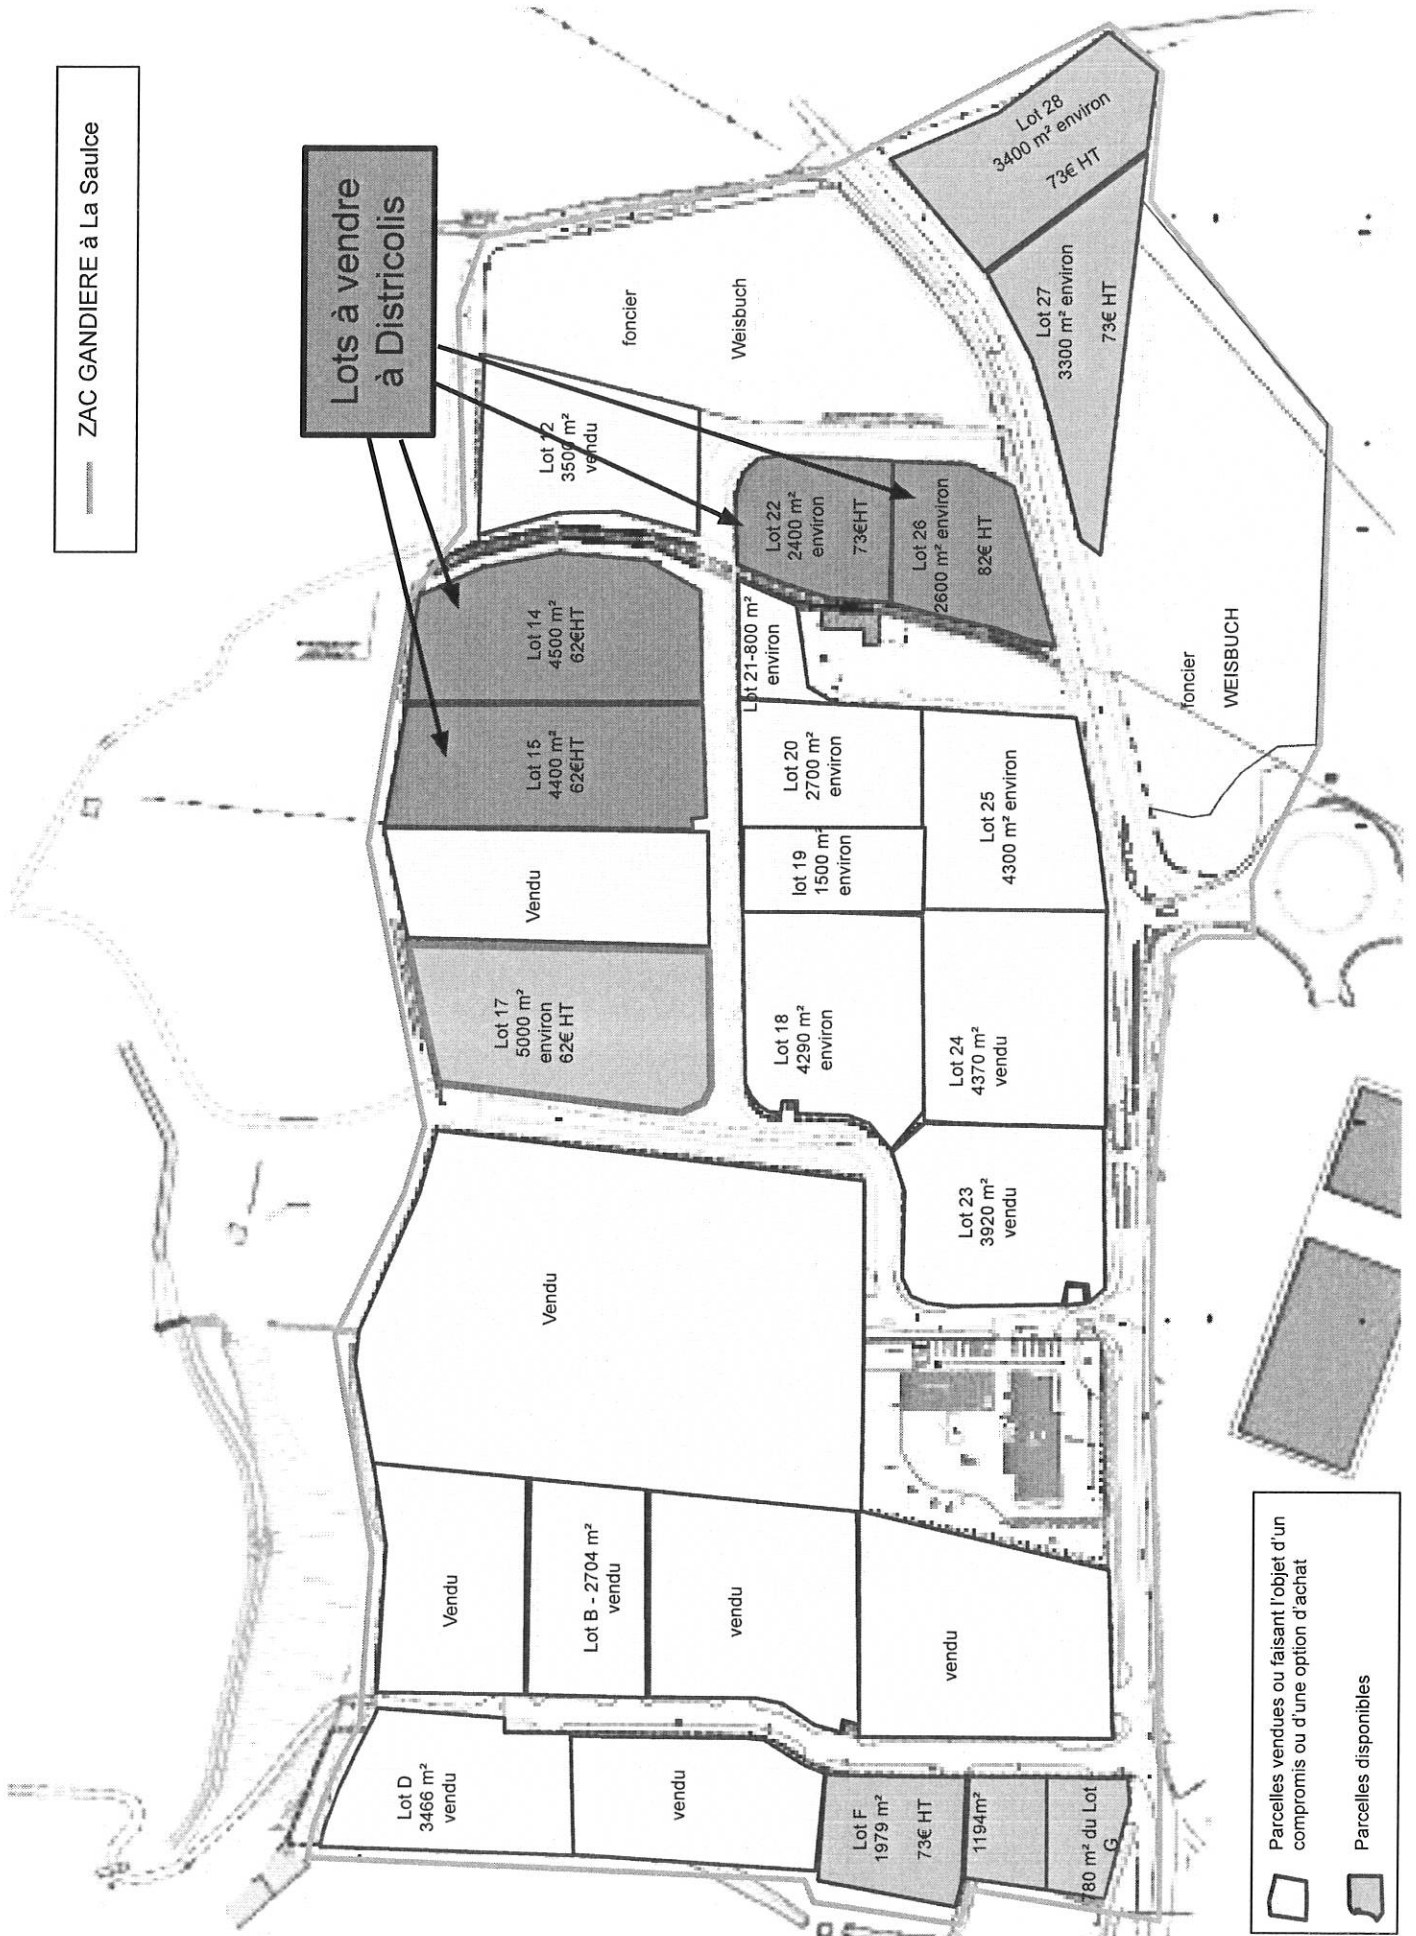 ZAC GANDIERE à La Saulce
Lots à vendre
à Districolis
Lot 28
3400 m² environ
73€ HT
Lot 27
3300 m² environ
73€ HT
foncier
Weisbuch
Lot 12
3500 m²
vendu
Lot 22
2400 m²
environ
73€HT
Lot 26
2600 m² environ
82€ HT
Lot 14
4500 m²
62€HT
Lot 15
4400 m²
62€HT
Lot 21-800 m²
environ
foncier
WEISBUCH
Lot 20
2700 m²
environ
Lot 25
4300 m² environ
lot 19
1500 m²
environ
Vendu
Lot 17
5000 m²
environ
62€ HT
Lot 18
4290 m²
environ
Lot 24
4370 m²
vendu
Lot 23
3920 m²
vendu
Vendu
Vendu
Lot B - 2704 m²
vendu
vendu
vendu
Lot D
3466 m²
vendu
vendu
Lot F
1979 m²
73€ HT
1194m²
780 m² du Lot
G
Parcelles vendues ou faisant l'objet d'un
compromis ou d'une option d'achat
Parcelles disponibles